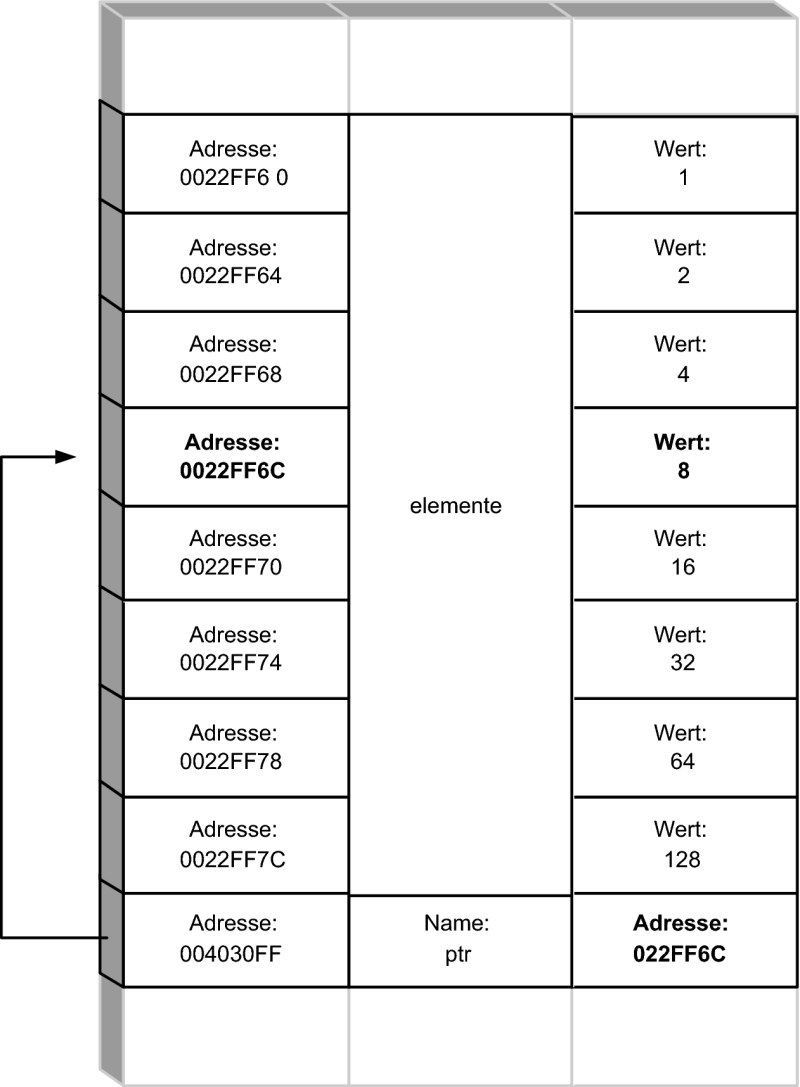 Adresse:
0022FF6 0
Wert:
1
Adresse:
0022FF64
Wert:
2
Adresse:
0022FF68
Wert:
4
Adresse:
0022FF6C
Wert:
8
elemente
Adresse:
0022FF70
Wert:
16
Adresse:
0022FF74
Wert:
32
Adresse:
0022FF78
Wert:
64
Adresse:
0022FF7C
Wert:
128
Adresse:
004030FF
Name:
ptr
Adresse:
022FF6C